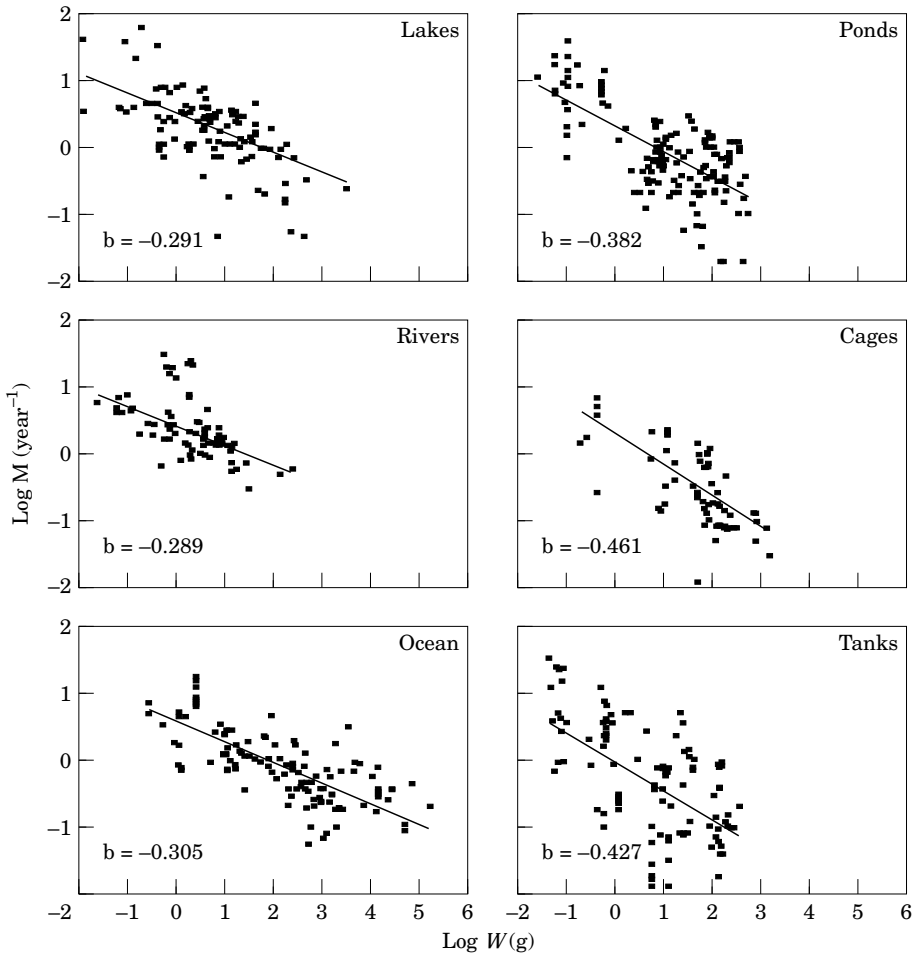 2
Lakes
Ponds
1
0
−1
b = −0.291
b = −0.382
−2
2
Rivers
Cages
1
0
−1
b = −0.289
b = −0.461
−2
2
Ocean
Tanks
1
0
−1
b = −0.305
b = −0.427
−2
−1 0 1 2 3 4 5 6
−2 −1 0 1 2 3 4 5 6
Log M (year−1)
Log W(g)